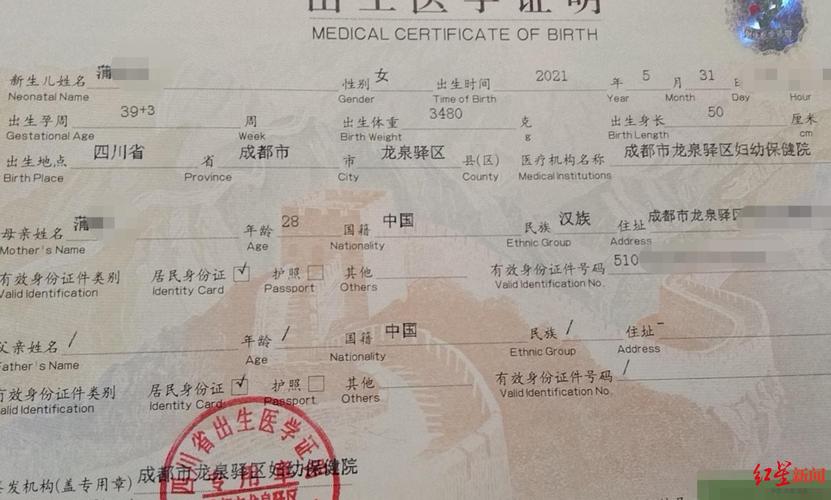 出生医学证明
MEDICAL CERTIFICATE OF BIRTH
新生儿姓名 蒲 性别 女 出生时间 2021 年 5 月 31
Neonatal Name Gender Time of Birth Year Month Day Hour
出生孕周 39+3 周 出生体重 3480 克 出生身长 50 厘米
Gestational Age Week Birth Weight g Birth Length cm
出生地点 四川省 省 成都市 市 龙泉驿区 县(区) 医疗机构名称 成都市龙泉驿区妇幼保健院
Birth Place Province City County Medical Institutions
母亲姓名 蒲 年龄 28 国籍 中国 民族 汉族 住址 成都市龙泉驿区
Mother's Name Age Nationality Ethnic Group Address
有效身份证件类别 居民身份证 √ 护照 其他 有效身份证件号码 510
Valid Identification Identity Card Passport Others Valid Identification No.
父亲姓名 / 年龄 / 国籍 中国 民族 / 住址 -
Father's Name Age Nationality Ethnic Group Address
有效身份证件类别 居民身份证 √ 护照 其他 有效身份证件号码 /
Valid Identification Identity Card Passport Others Valid Identification No.
四川省出生医学证
签发机构(盖专用章) 成都市龙泉驿区妇幼保健院
专用章
红星新闻